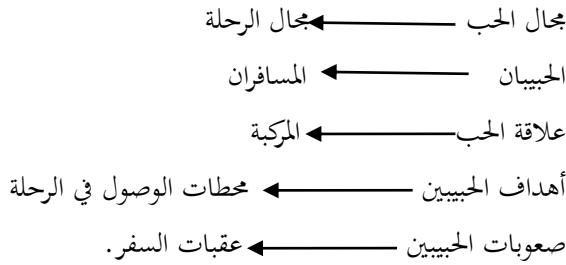 مجال الحب مجال الرحلة
الحبيبان المسافران
علاقة الحب المركبة
أهداف الحبيبين محطات الوصول في الرحلة
صعوبات الحبيبين عقبات السفر.